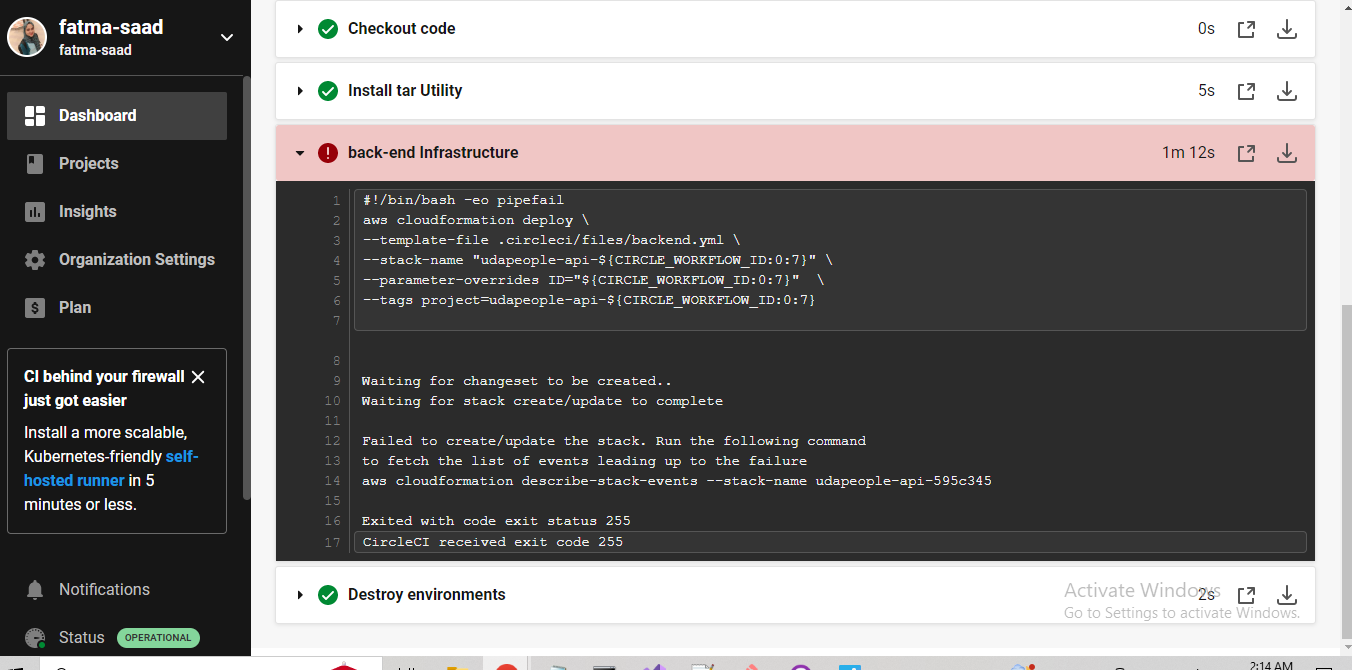 fatma-saad
fatma-saad
Dashboard
Projects
Insights
Organization Settings
Plan
CI behind your firewall
just got easier
Install a more scalable,
Kubernetes-friendly self-
hosted runner in 5
minutes or less.
Notifications
Status OPERATIONAL
Checkout code 0s
Install tar Utility 5s
back-end Infrastructure 1m 12s
1 #!/bin/bash -eo pipefail
2 aws cloudformation deploy \
3 --template-file .circleci/files/backend.yml \
4 --stack-name "udapeople-api-${CIRCLE_WORKFLOW_ID:0:7}" \
5 --parameter-overrides ID="${CIRCLE_WORKFLOW_ID:0:7}"  \
6 --tags project=udapeople-api-${CIRCLE_WORKFLOW_ID:0:7}
7
8
9 Waiting for changeset to be created..
10 Waiting for stack create/update to complete
11
12 Failed to create/update the stack. Run the following command
13 to fetch the list of events leading up to the failure
14 aws cloudformation describe-stack-events --stack-name udapeople-api-595c345
15
16 Exited with code exit status 255
17 CircleCI received exit code 255
Destroy environments 2s
Activate Windows
Go to Settings to activate Windows.
2:14 AM